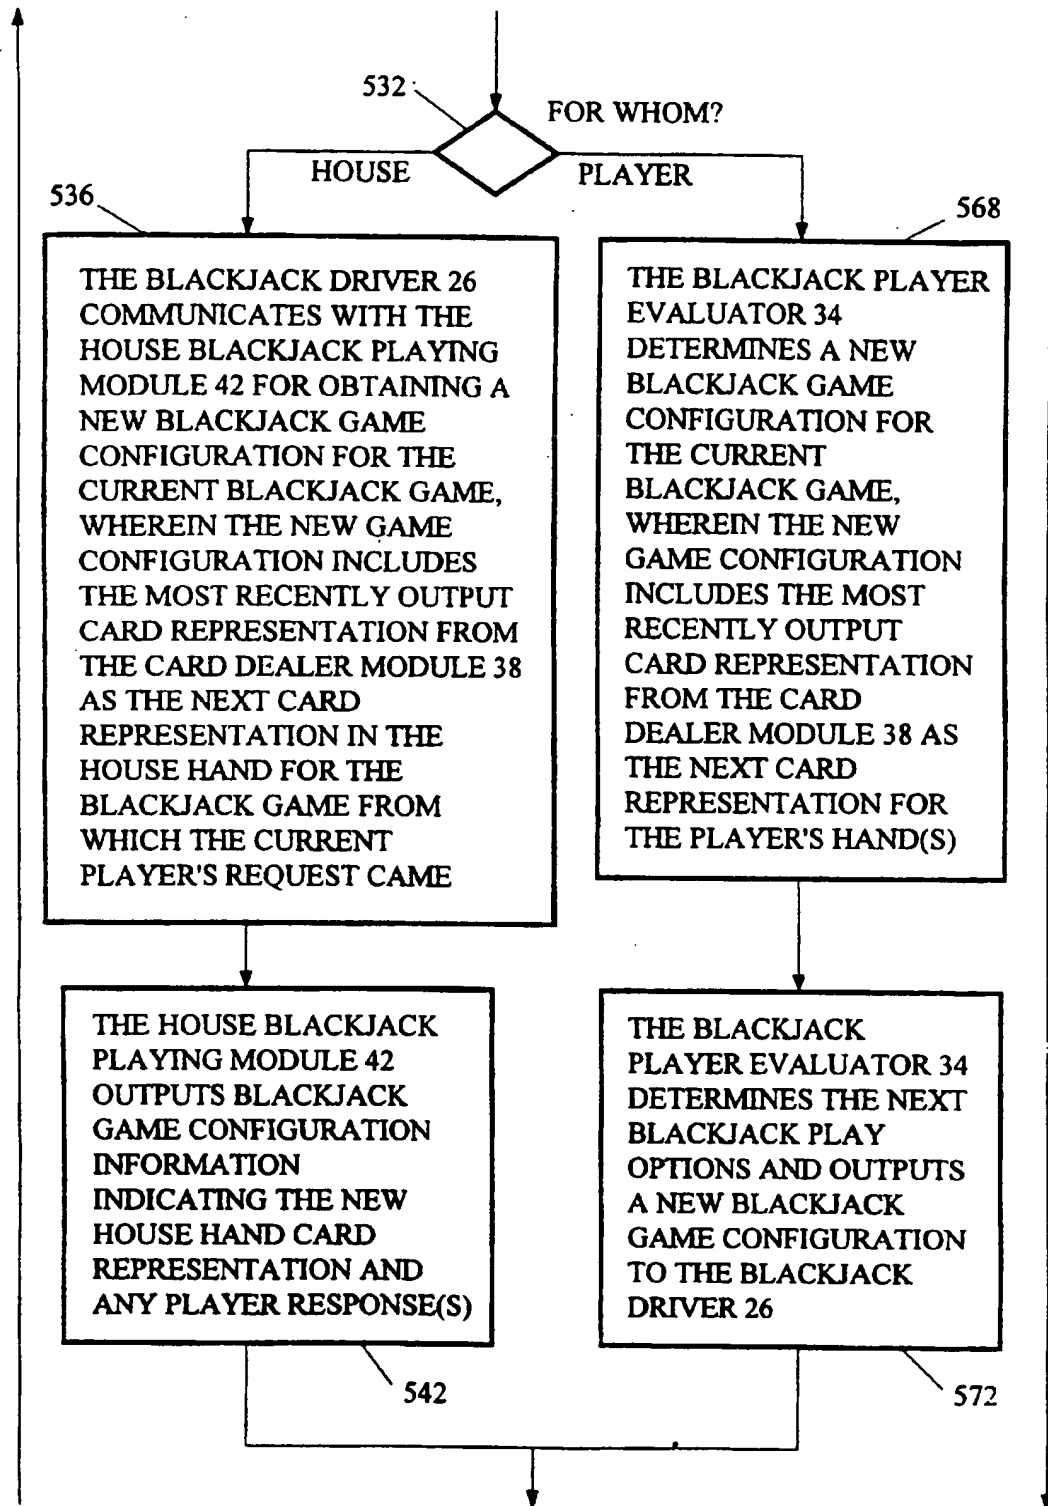 532
FOR WHOM?
HOUSE
PLAYER
536
THE BLACKJACK DRIVER 26
COMMUNICATES WITH THE
HOUSE BLACKJACK PLAYING
MODULE 42 FOR OBTAINING A
NEW BLACKJACK GAME
CONFIGURATION FOR THE
CURRENT BLACKJACK GAME,
WHEREIN THE NEW GAME
CONFIGURATION INCLUDES
THE MOST RECENTLY OUTPUT
CARD REPRESENTATION FROM
THE CARD DEALER MODULE 38
AS THE NEXT CARD
REPRESENTATION IN THE
HOUSE HAND FOR THE
BLACKJACK GAME FROM
WHICH THE CURRENT
PLAYER'S REQUEST CAME
568
THE BLACKJACK PLAYER
EVALUATOR 34
DETERMINES A NEW
BLACKJACK GAME
CONFIGURATION FOR
THE CURRENT
BLACKJACK GAME,
WHEREIN THE NEW
GAME CONFIGURATION
INCLUDES THE MOST
RECENTLY OUTPUT
CARD REPRESENTATION
FROM THE CARD
DEALER MODULE 38 AS
THE NEXT CARD
REPRESENTATION FOR
THE PLAYER'S HAND(S)
THE HOUSE BLACKJACK
PLAYING MODULE 42
OUTPUTS BLACKJACK
GAME CONFIGURATION
INFORMATION
INDICATING THE NEW
HOUSE HAND CARD
REPRESENTATION AND
ANY PLAYER RESPONSE(S)
542
THE BLACKJACK
PLAYER EVALUATOR 34
DETERMINES THE NEXT
BLACKJACK PLAY
OPTIONS AND OUTPUTS
A NEW BLACKJACK
GAME CONFIGURATION
TO THE BLACKJACK
DRIVER 26
572